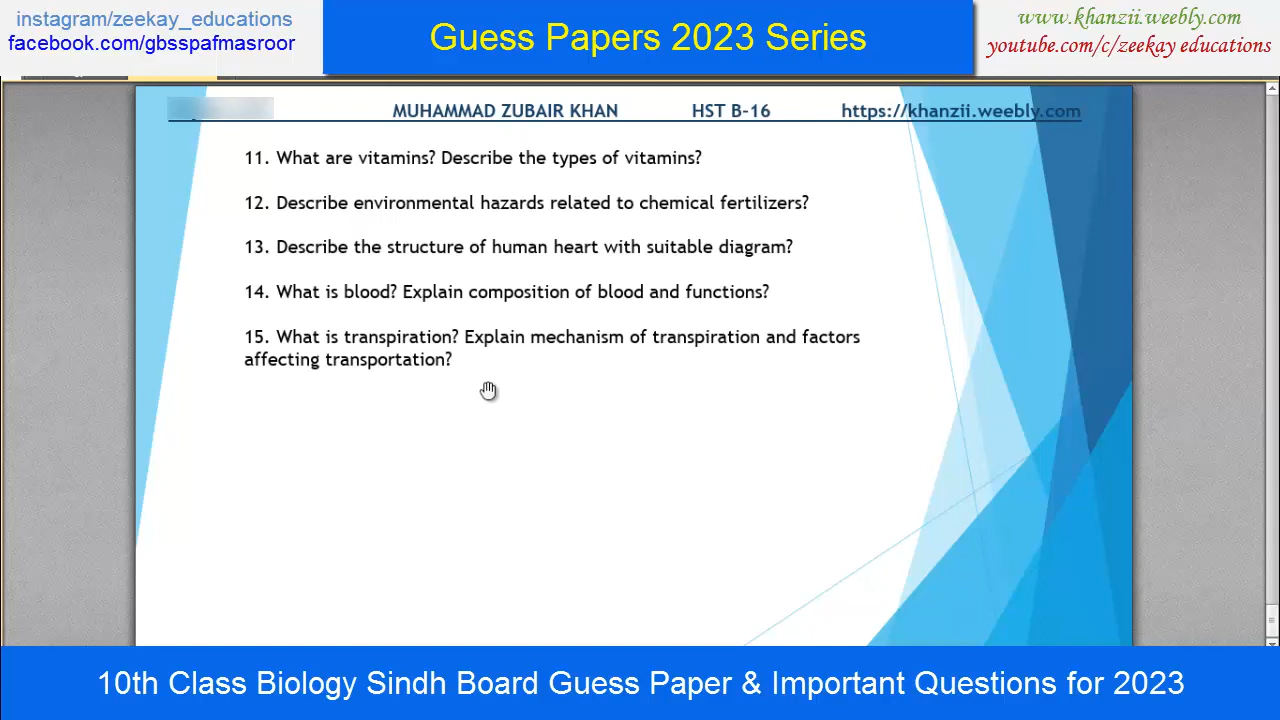 instagram/zeekay_educations
facebook.com/gbsspafmasroor
Guess Papers 2023 Series
www.khanzii.weebly.com
youtube.com/c/zeekay educations
MUHAMMAD ZUBAIR KHAN HST B-16 https://khanzii.weebly.com
11. What are vitamins? Describe the types of vitamins?
12. Describe environmental hazards related to chemical fertilizers?
13. Describe the structure of human heart with suitable diagram?
14. What is blood? Explain composition of blood and functions?
15. What is transpiration? Explain mechanism of transpiration and factors
affecting transportation?
10th Class Biology Sindh Board Guess Paper & Important Questions for 2023